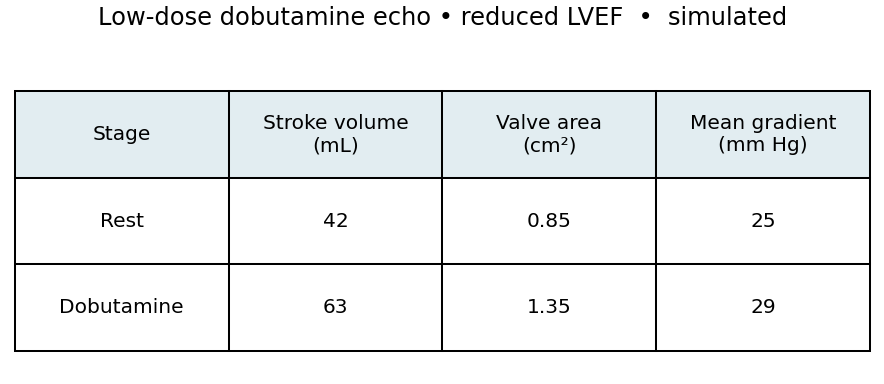 Low-dose dobutamine echo • reduced LVEF  •  simulated
Stage
Stroke volume
(mL)
Valve area
(cm²)
Mean gradient
(mm Hg)
Rest
42
0.85
25
Dobutamine
63
1.35
29